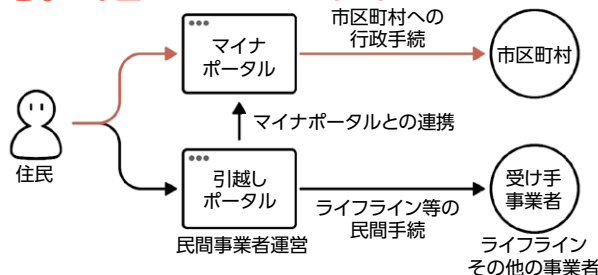 市区町村への
行政手続
マイナ
ポータル
市区町村
マイナポータルとの連携
住民
引越し
ポータル
受け手
事業者
ライフライン等の
民間手続
民間事業者運営
ライフライン
その他の事業者